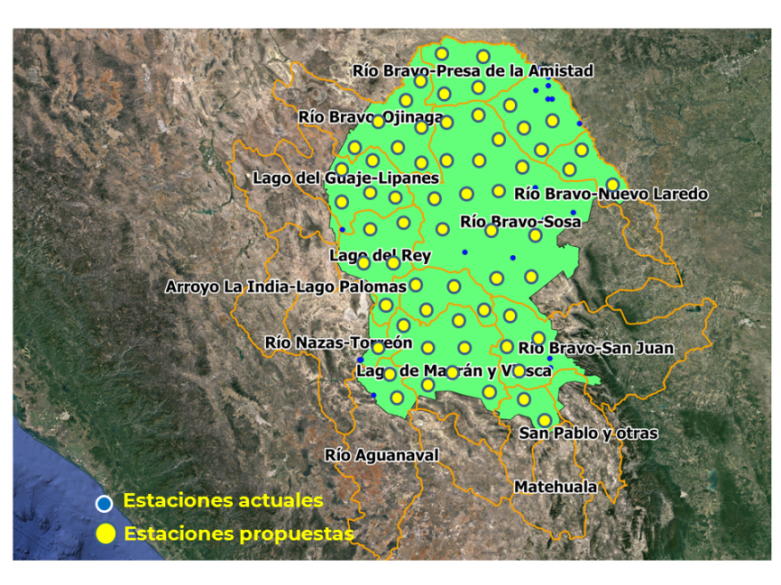 Río Bravo-Presa de la Amistad
Río Bravo-Ojinaga
Lago del Guaje-Lipanes
Río Bravo-Nuevo Laredo
Río Bravo-Sosa
Lago del Rey
Arroyo La India-Lago Palomas
Río Nazas-Torreón
Río Bravo-San Juan
Lago de Mayrán y Viesca
San Pablo y otras
Río Aguanaval
Matehuala
Estaciones actuales
Estaciones propuestas